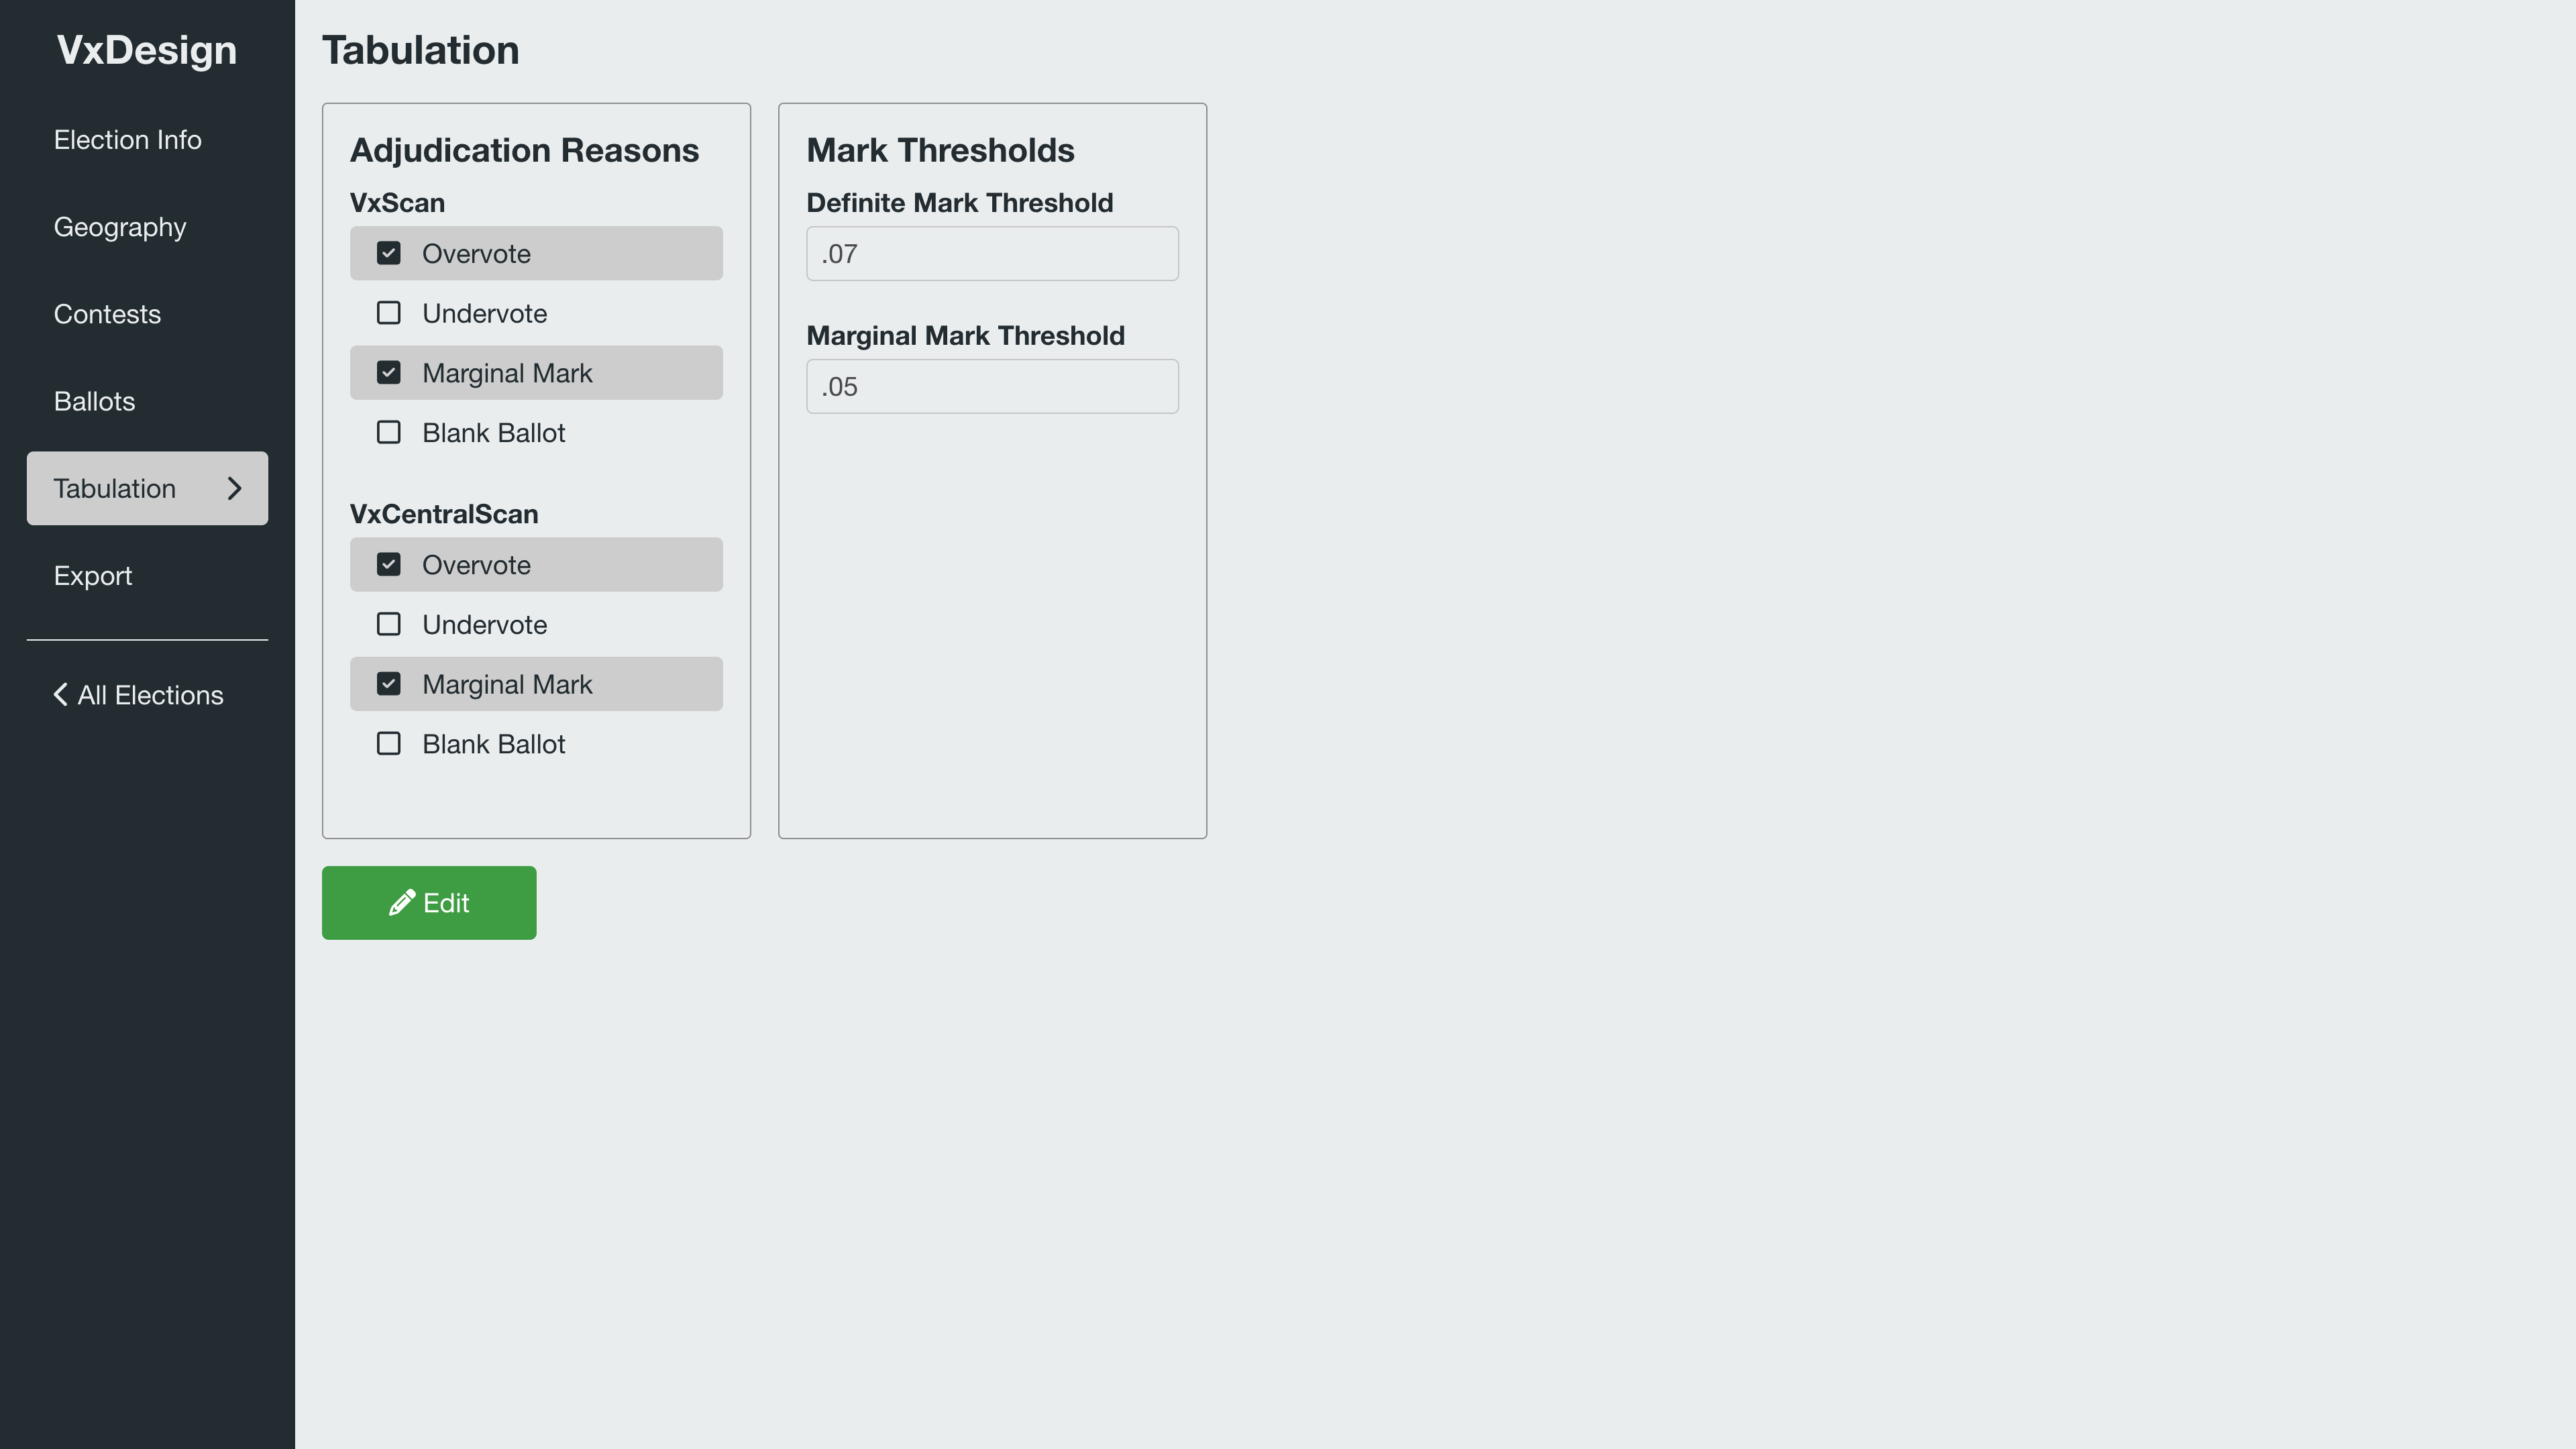 VxDesign
Election Info
Geography
Contests
Ballots
Tabulation
Export
All Elections
Tabulation
Adjudication Reasons
VxScan
Overvote
Undervote
Marginal Mark
Blank Ballot
VxCentralScan
Overvote
Undervote
Marginal Mark
Blank Ballot
Mark Thresholds
Definite Mark Threshold
.07
Marginal Mark Threshold
.05
Edit